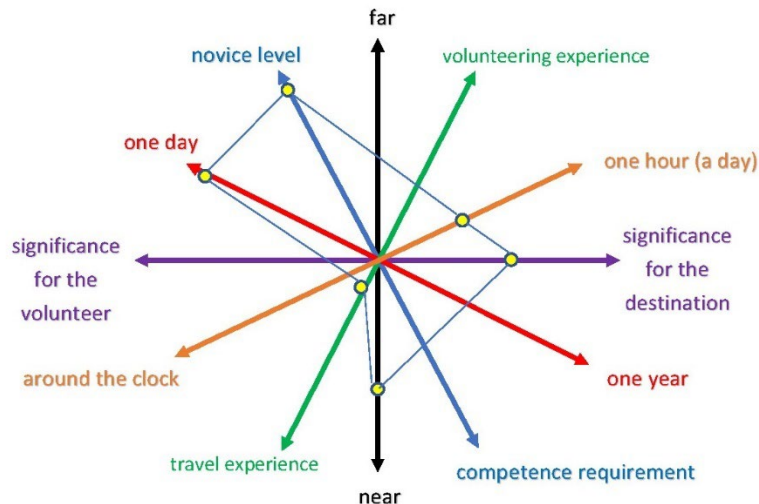 far
novice level
volunteering experience
one day
one hour (a day)
significance
for the
volunteer
significance
for the
destination
around the clock
one year
travel experience
competence requirement
near